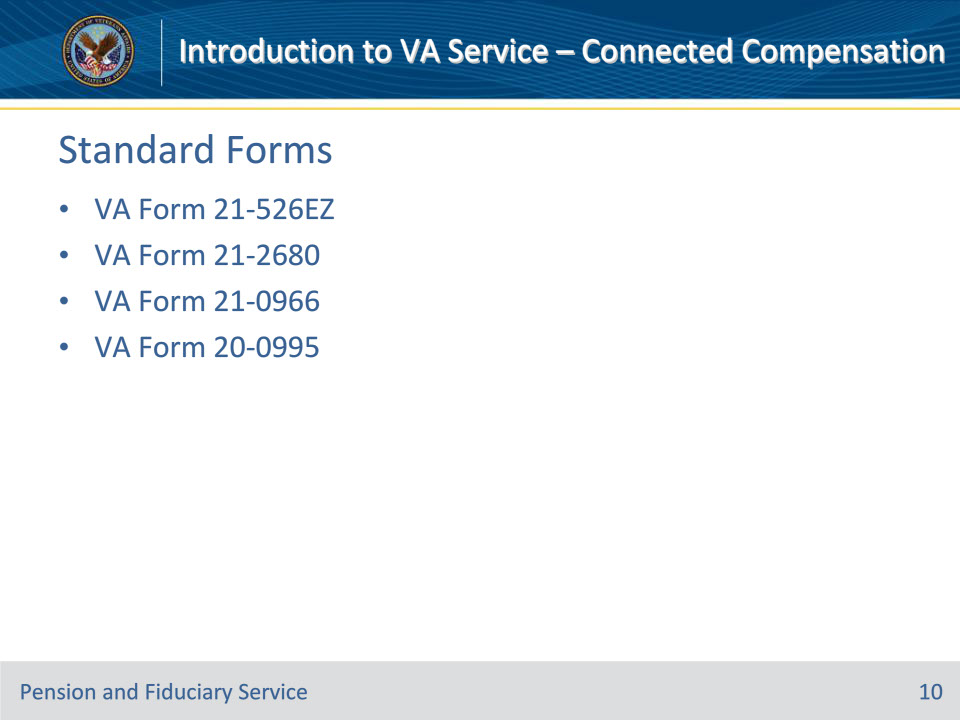 Introduction to VA Service – Connected Compensation
Standard Forms
• VA Form 21-526EZ
• VA Form 21-2680
• VA Form 21-0966
• VA Form 20-0995
Pension and Fiduciary Service
10